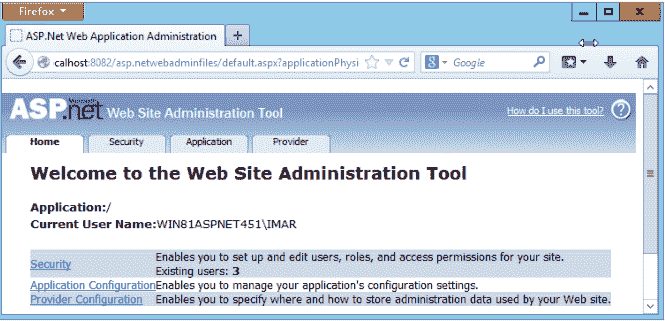 Firefox
ASP.Net Web Application Administration
calhost:8082/asp.netwebadminfiles/default.aspx?applicationPhysi
Google
ASP.net Microsoft Web Site Administration Tool
How do I use this tool? ?
Home Security Application Provider
Welcome to the Web Site Administration Tool
Application:/
Current User Name:WIN81ASPNET451\IMAR
Security Enables you to set up and edit users, roles, and access permissions for your site.
Existing users: 3
Application Configuration Enables you to manage your application's configuration settings.
Provider Configuration Enables you to specify where and how to store administration data used by your Web site.